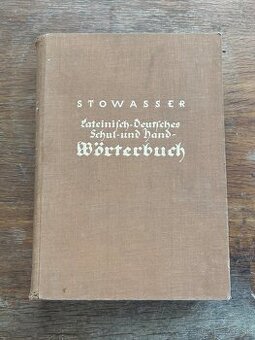 STOWASSER
Lateinisch-Deutsches
Schul- und Hand-
Wörterbuch